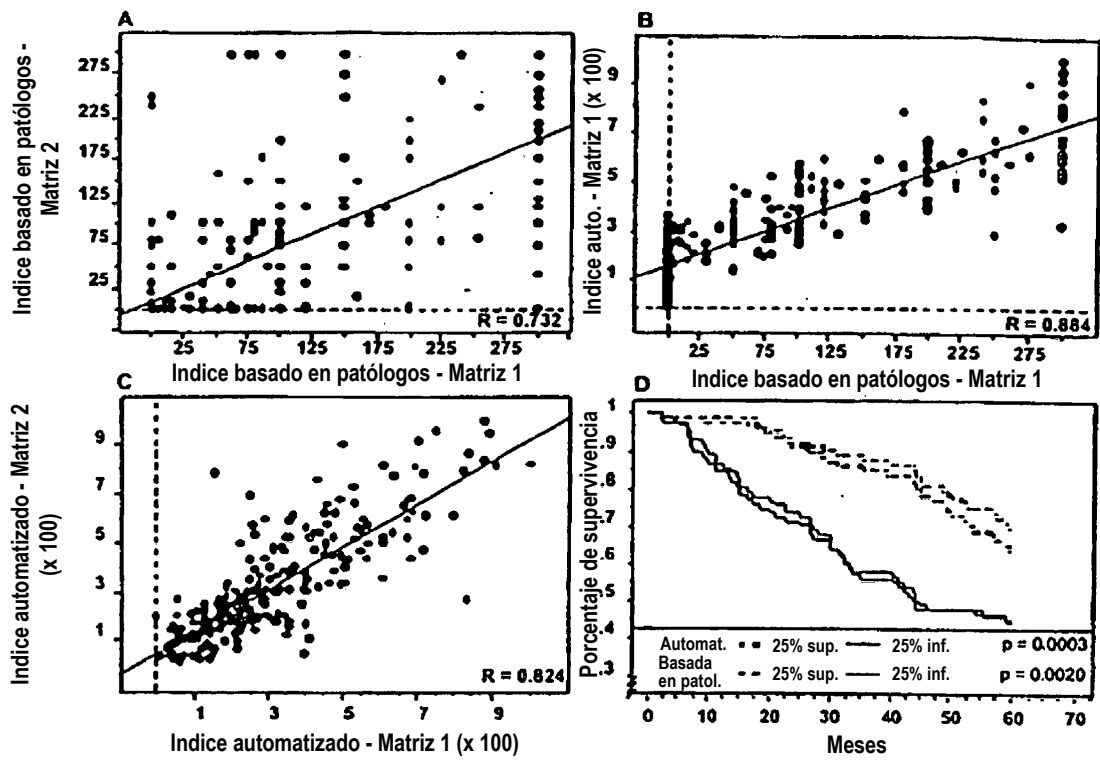 A
Indice basado en patólogos -
Matriz 2
275
225
175
125
75
25
R = 0.732
25 75 125 175 225 275
Indice basado en patólogos - Matriz 1
B
Indice auto. - Matriz 1 (x 100)
9
7
5
3
1
R = 0.884
25 75 125 175 225 275
Indice basado en patólogos - Matriz 1
C
Indice automatizado - Matriz 2
(x 100)
9
7
5
3
1
R = 0.824
1 3 5 7 9
Indice automatizado - Matriz 1 (x 100)
D
Porcentaje de supervivencia
1
.9
.8
.7
.6
.5
.4
.3
Automat. 25% sup. 25% inf. p = 0.0003
Basada
en patol. 25% sup. 25% inf. p = 0.0020
0 10 20 30 40 50 60 70
Meses